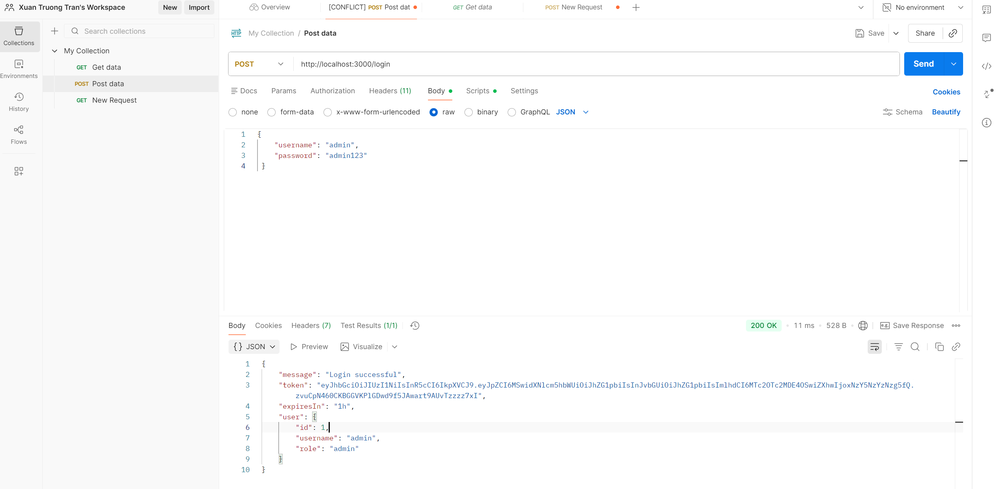 Xuan Truong Tran's Workspace
New
Import
Overview
[CONFLICT] POST Post dat
GET Get data
POST New Request
No environment
Collections
Environments
History
Flows
Search collections
My Collection
GET Get data
POST Post data
GET New Request
HTTP My Collection / Post data
Save
Share
POST
http://localhost:3000/login
Send
Docs
Params
Authorization
Headers (11)
Body
Scripts
Settings
Cookies
none
form-data
x-www-form-urlencoded
raw
binary
GraphQL
JSON
Schema
Beautify
1 {
2 "username": "admin",
3 "password": "admin123"
4 }
Body
Cookies
Headers (7)
Test Results (1/1)
200 OK
11 ms
528 B
e.g. Save Response
{} JSON
Preview
Visualize
1 {
2 "message": "Login successful",
3 "token": "eyJhbGciOiJIUzI1NiIsInR5cCI6IkpXVCJ9.eyJpZCI6MSwidXNlcm5hbWUiOiJhZG1pbiIsInJvbGUiOiJhZG1pbiIsImlhdCI6MTc2OTc2MDE4OSwiZXhwIjoxNzY5NzYzNzg5fQ.
zvuCpN460CKBGGVKPlGDwd9f5JAwart9AUvTzzzz7xI",
4 "expiresIn": "1h",
5 "user": {
6 "id": 1,
7 "username": "admin",
8 "role": "admin"
9 }
10 }